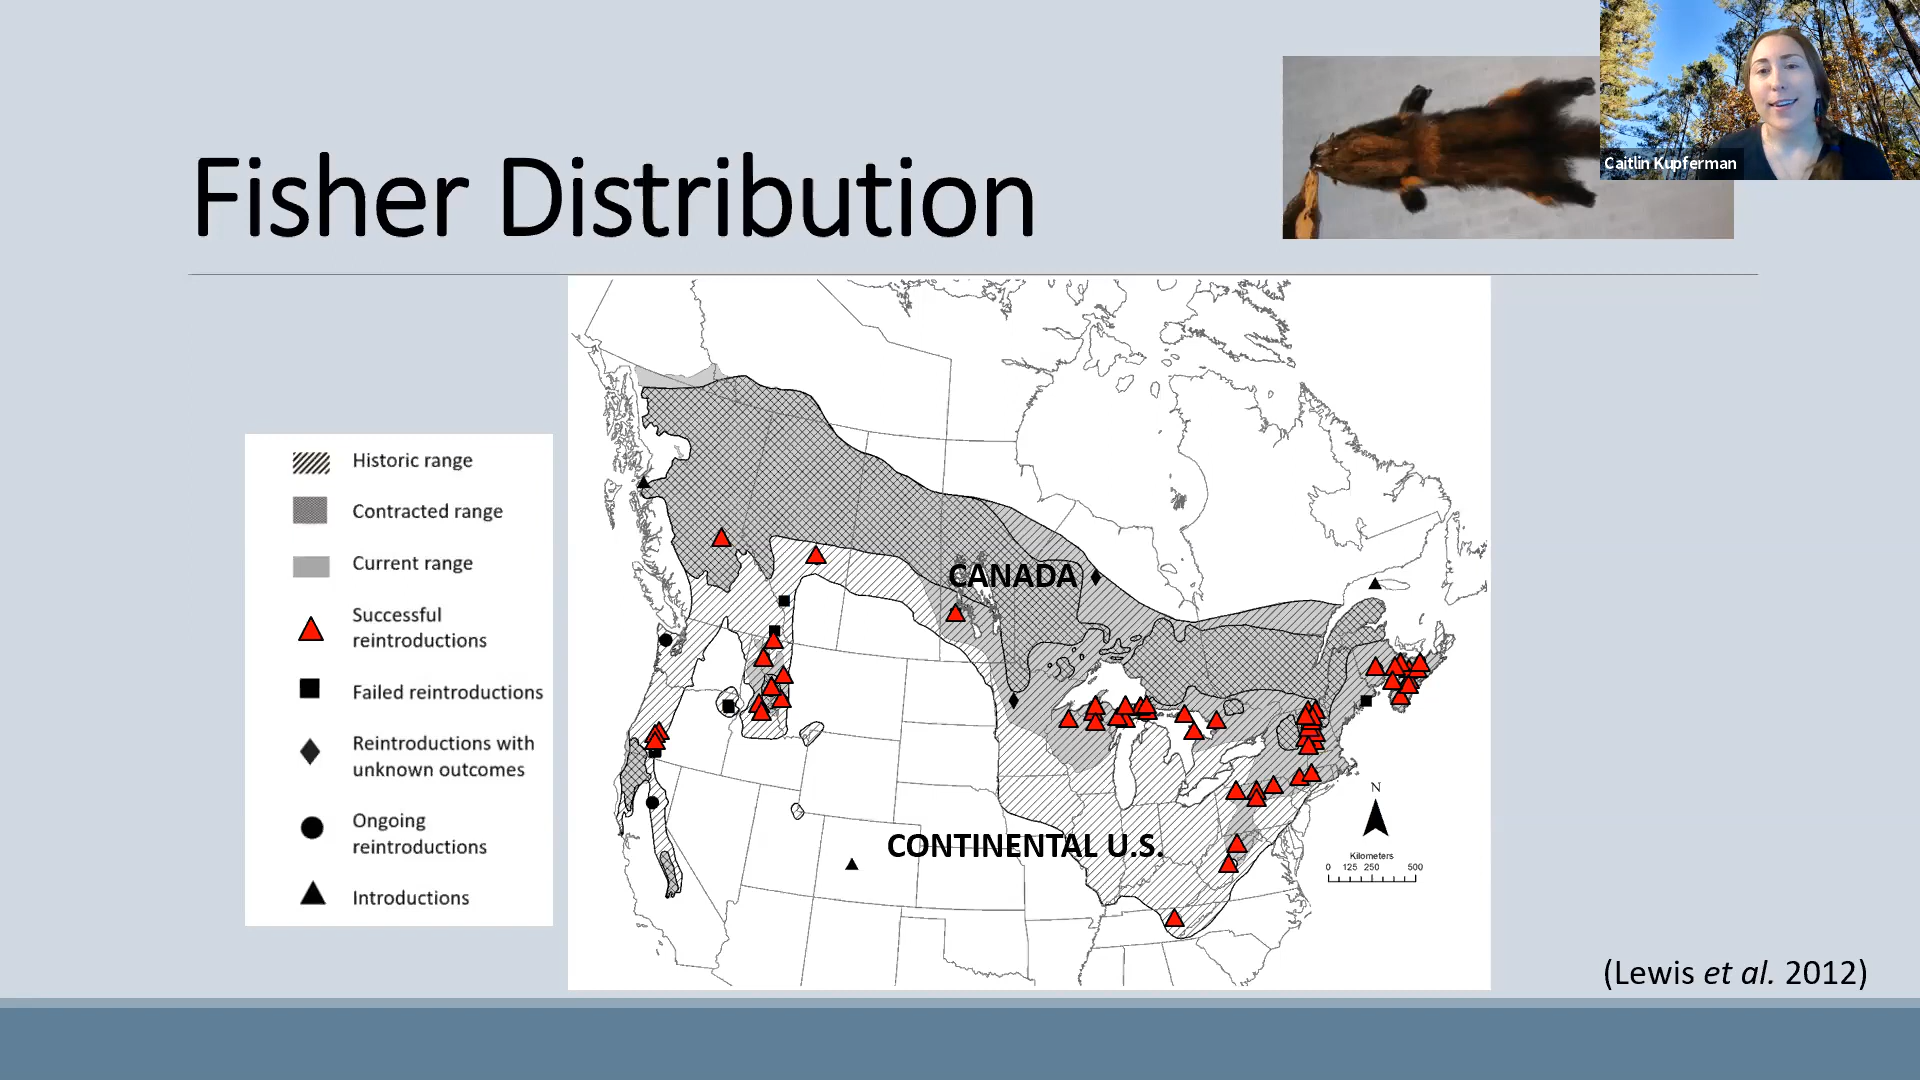 Caitlin Kupferman
Fisher Distribution
Historic range
Contracted range
Current range
Successful
reintroductions
Failed reintroductions
Reintroductions with
unknown outcomes
Ongoing
reintroductions
Introductions
CANADA
CONTINENTAL U.S.
N
Kilometers
0 125 250 500
(Lewis et al. 2012)